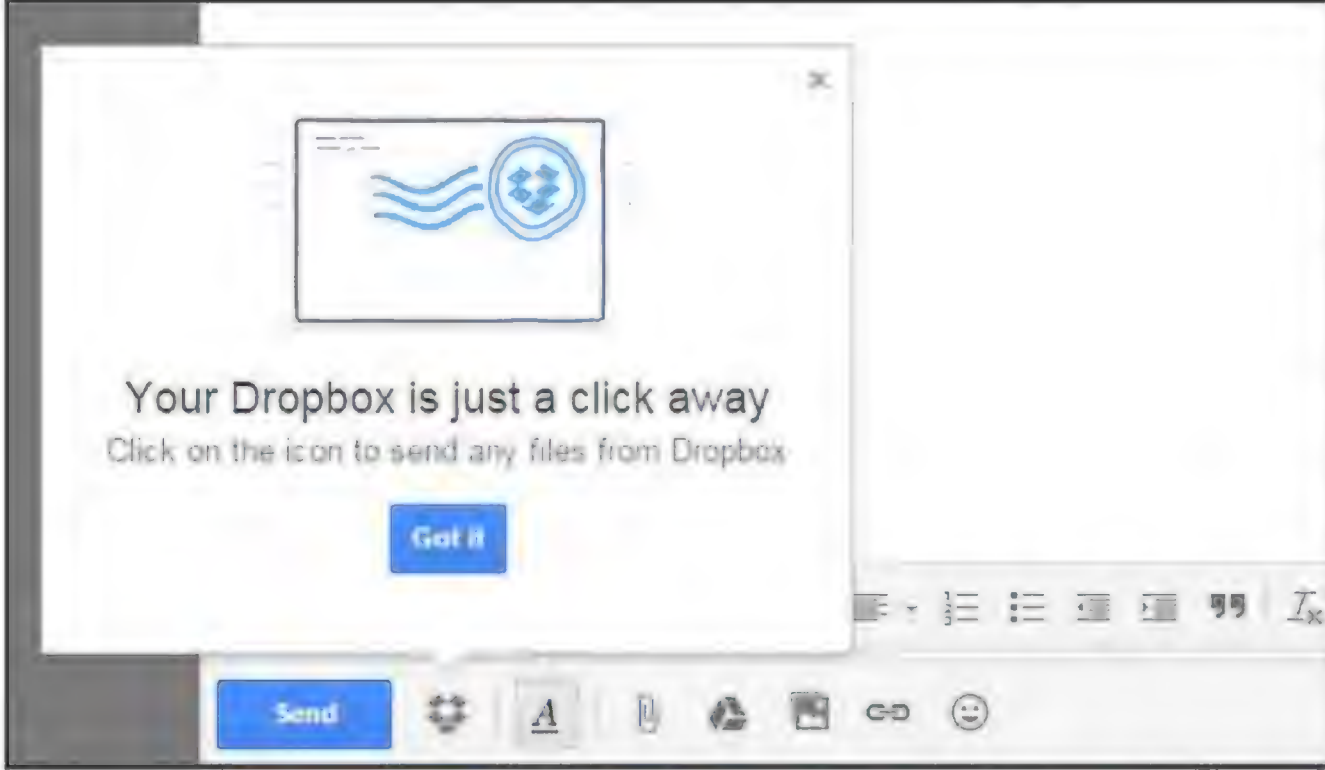 Your Dropbox is just a click away
Click on the icon to send any files from Dropbox
Got it
Send